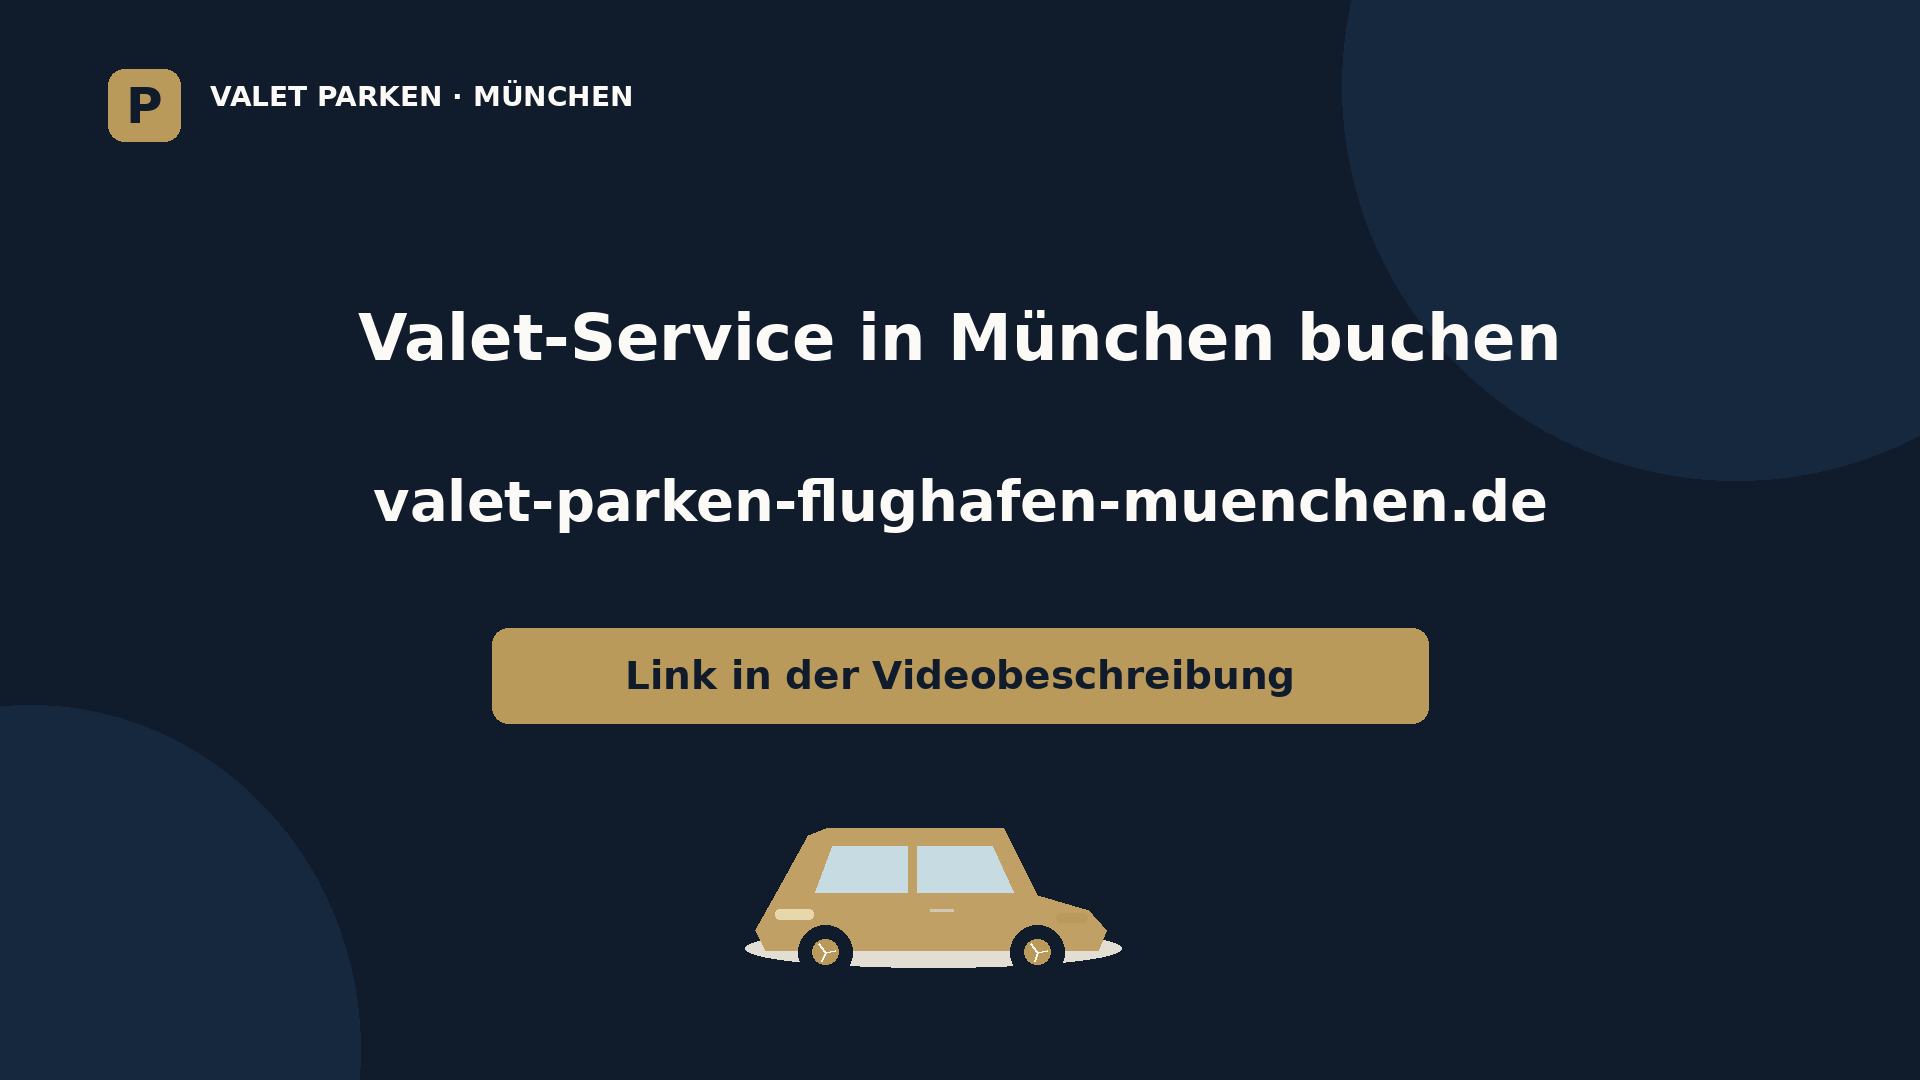 P
VALET PARKEN · MÜNCHEN
Valet-Service in München buchen
valet-parken-flughafen-muenchen.de
Link in der Videobeschreibung